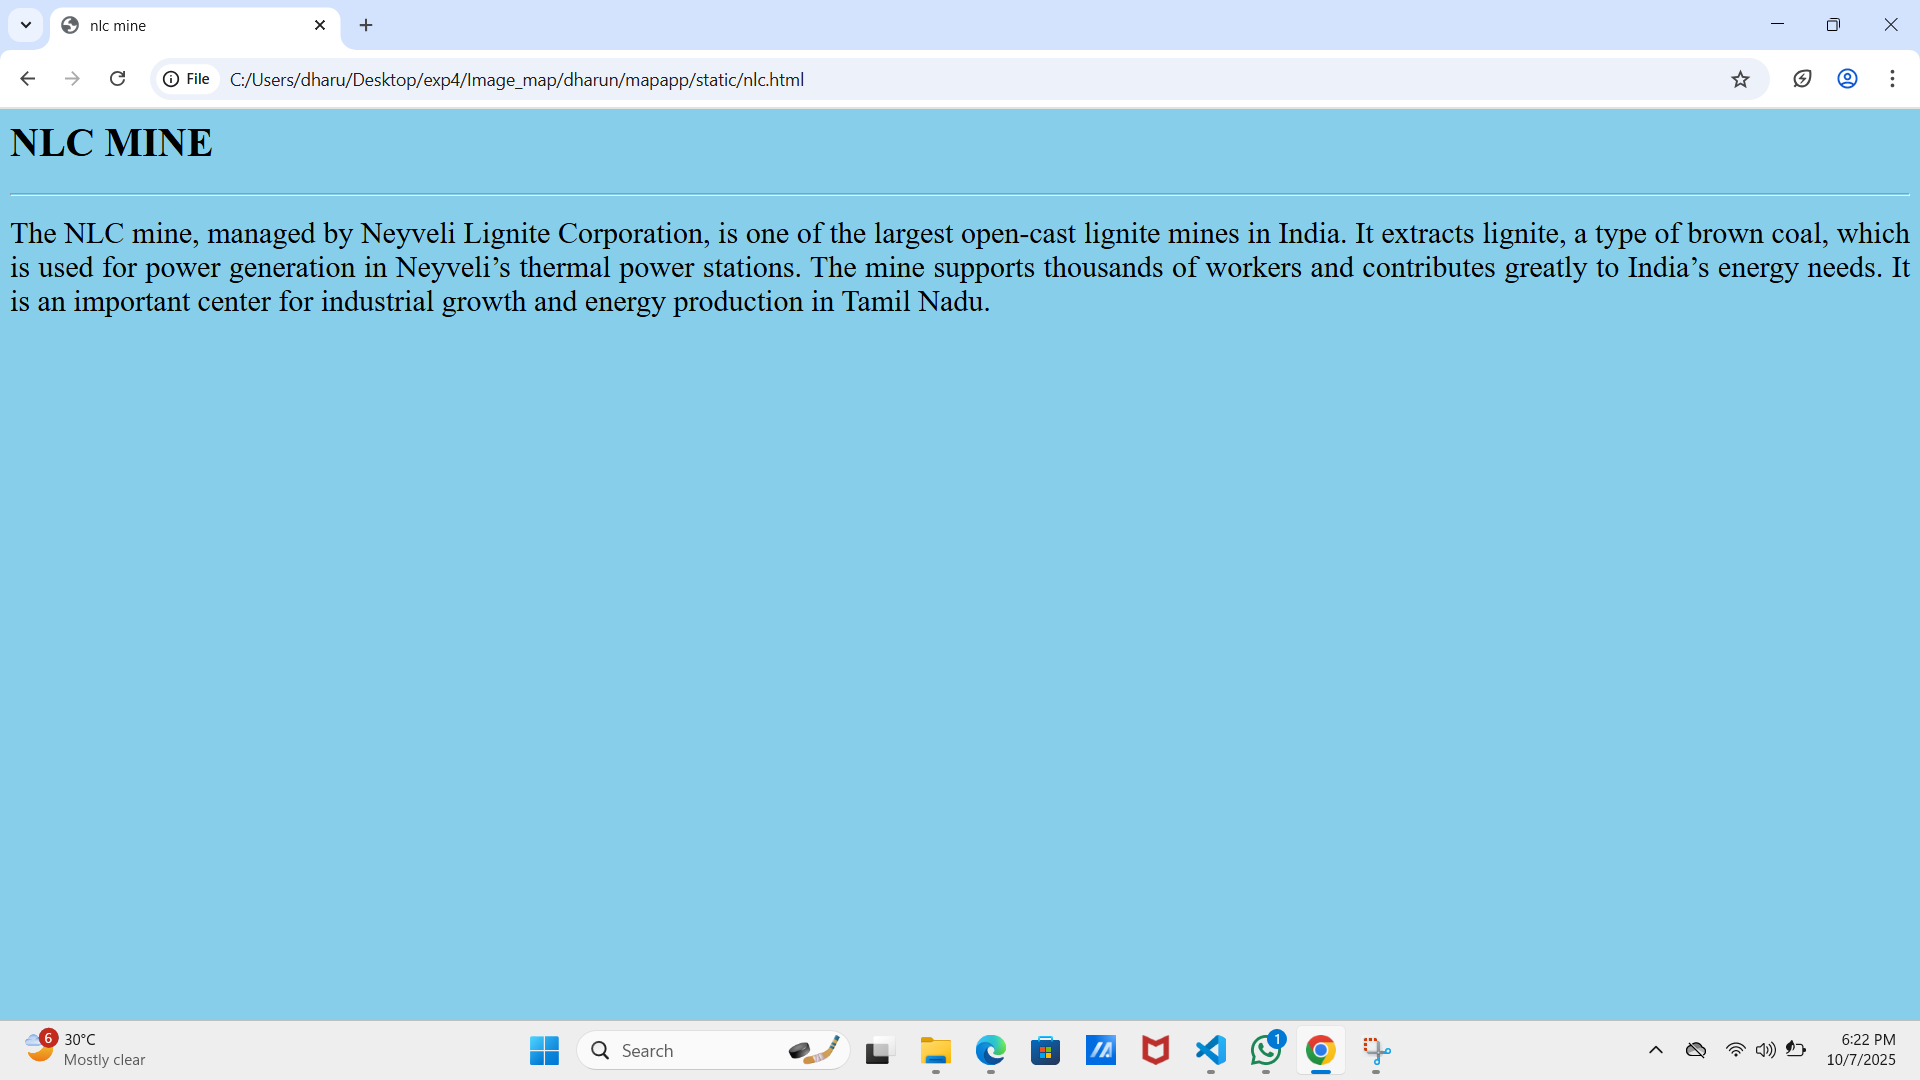 nlc mine
File
C:/Users/dharu/Desktop/exp4/Image_map/dharun/mapapp/static/nlc.html
NLC MINE
The NLC mine, managed by Neyveli Lignite Corporation, is one of the largest open-cast lignite mines in India. It extracts lignite, a type of brown coal, which
is used for power generation in Neyveli’s thermal power stations. The mine supports thousands of workers and contributes greatly to India’s energy needs. It
is an important center for industrial growth and energy production in Tamil Nadu.
6
30°C
Mostly clear
Search
1
6:22 PM
10/7/2025